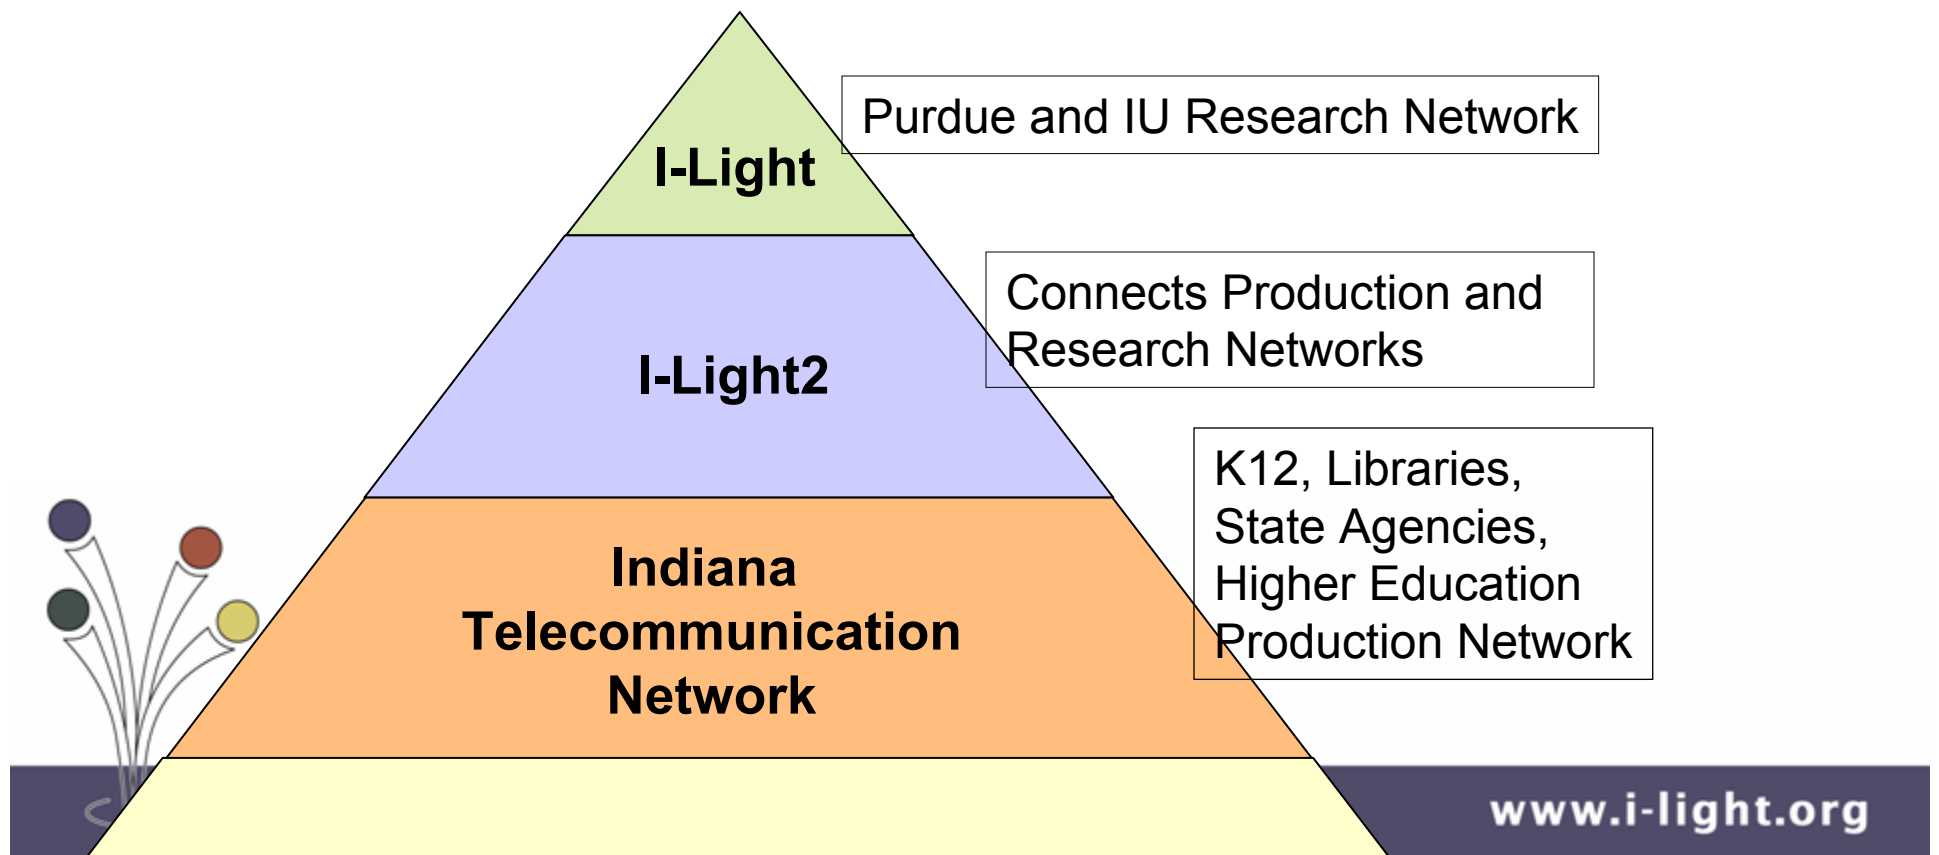 Purdue and IU Research Network
I-Light
Connects Production and
Research Networks
I-Light2
K12, Libraries,
State Agencies,
Higher Education
Production Network
Indiana
Telecommunication
Network
www.i-light.org